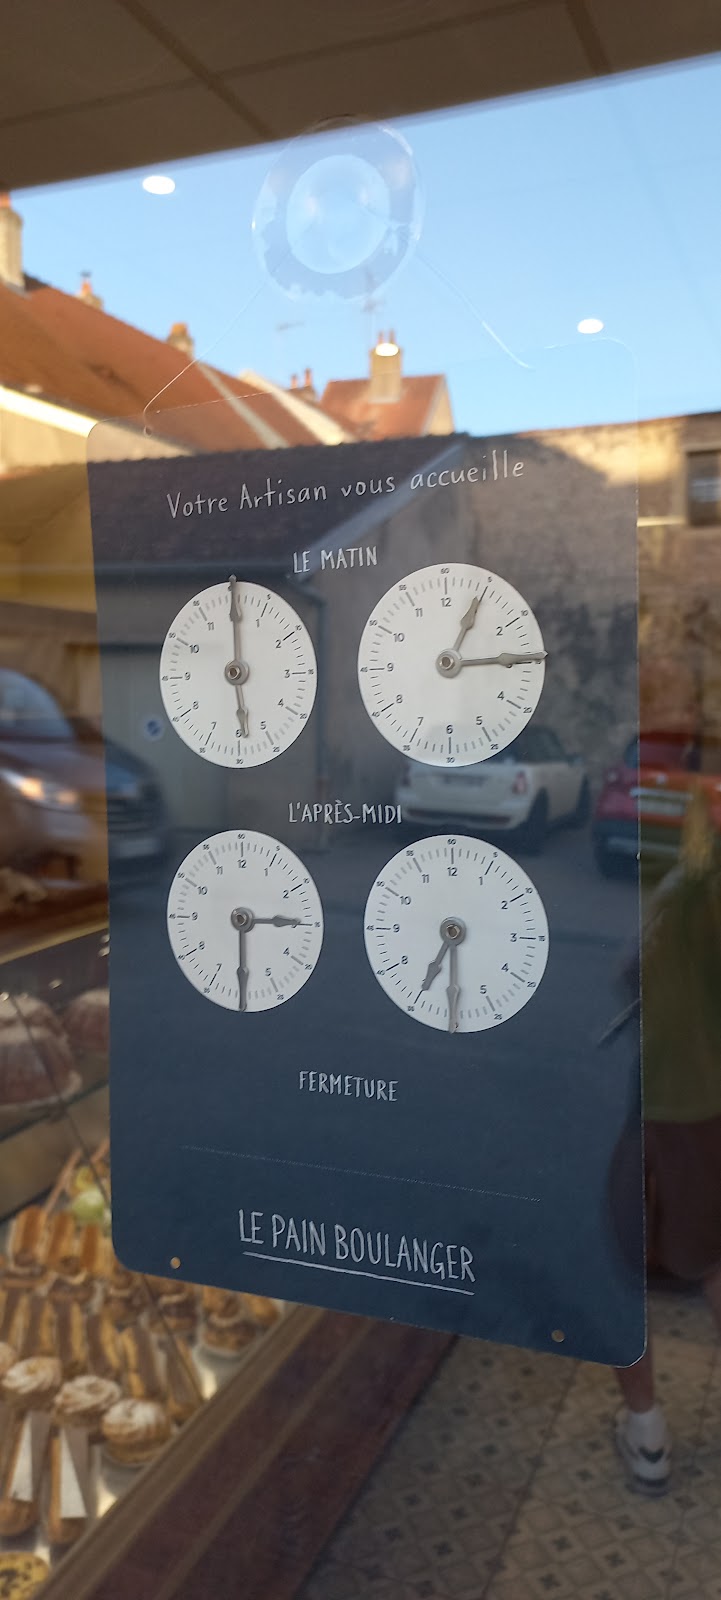 Votre Artisan vous accueille
LE MATIN
L'APRÈS-MIDI
FERMETURE
LE PAIN BOULANGER